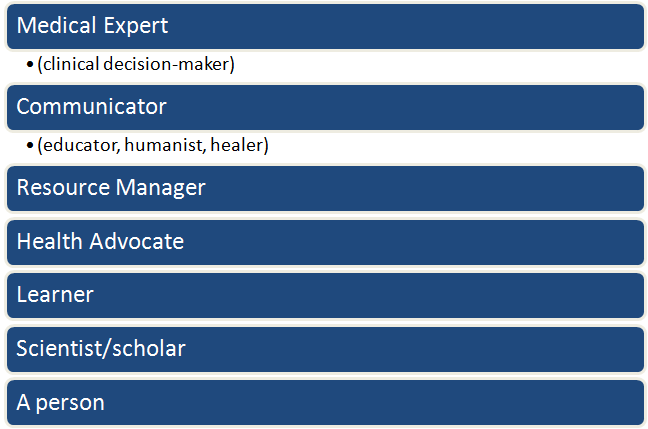 Medical Expert
• (clinical decision-maker)
Communicator
• (educator, humanist, healer)
Resource Manager
Health Advocate
Learner
Scientist/scholar
A person